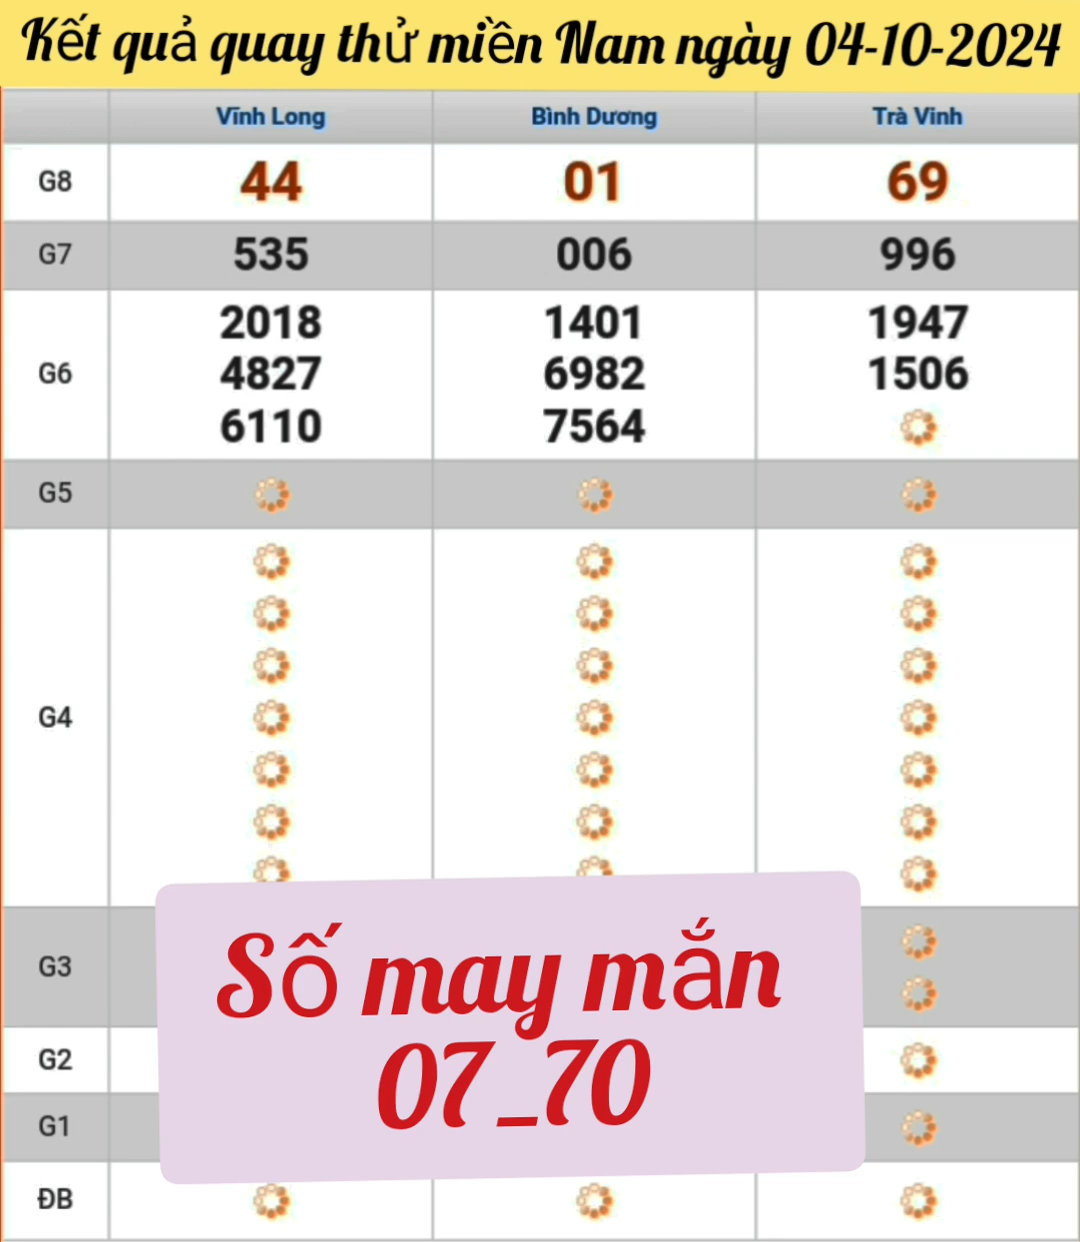 Kết quả quay thử miền Nam ngày 04-10-2024
Vĩnh Long Bình Dương Trà Vinh
G8 44 01 69
G7 535 006 996
2018 1401 1947
G6 4827 6982 1506
6110 7564
G5
G4
G3
G2
G1
ĐB
Số may mắn
07_70